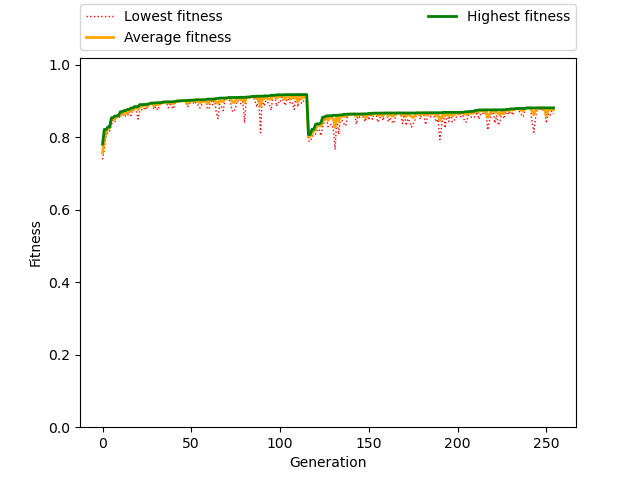 Lowest fitness
Average fitness
Highest fitness
1.0
0.8
0.6
0.4
0.2
0.0
Fitness
0 50 100 150 200 250
Generation